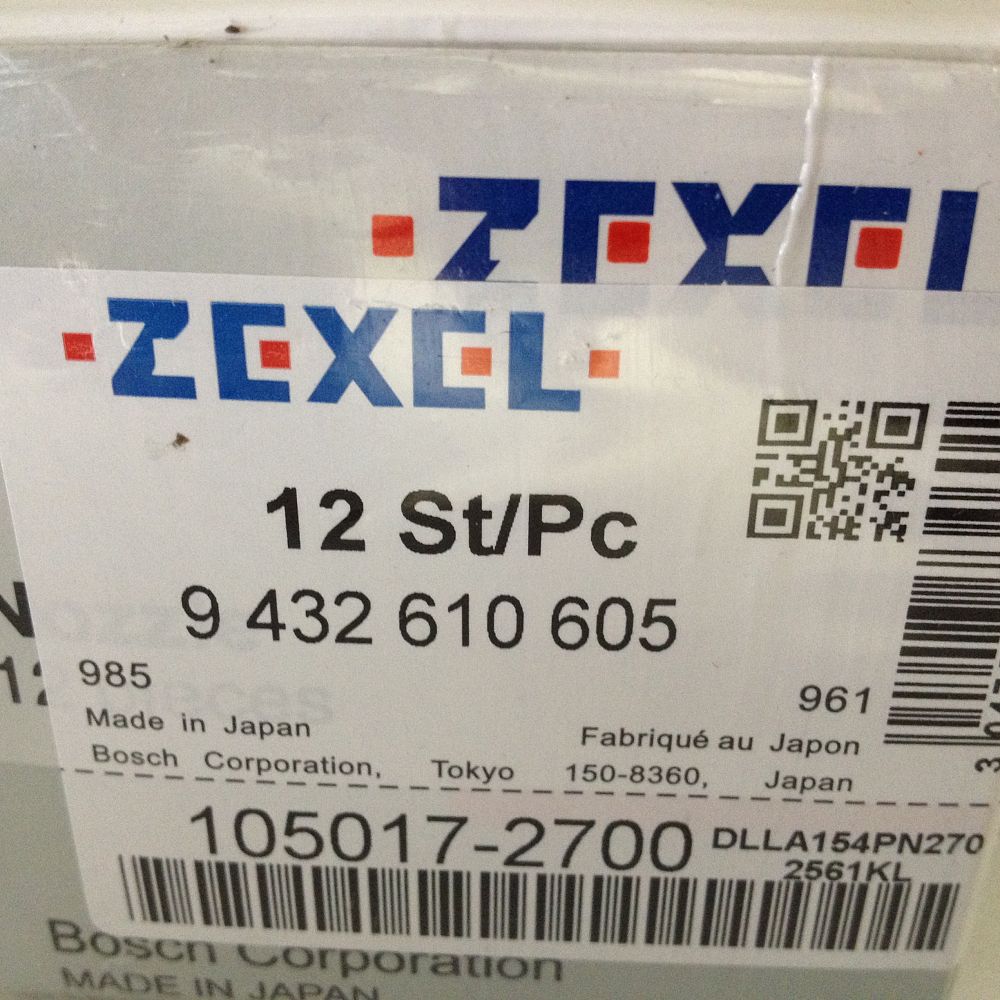 ZEXEL
ZEXEL
12 St/Pc
9 432 610 605
985
961
Made in Japan
Fabriqué au Japon
Bosch Corporation, Tokyo 150-8360, Japan
105017-2700 DLLA154PN270
2561KL
Bosch Corporation
MADE IN JAPAN